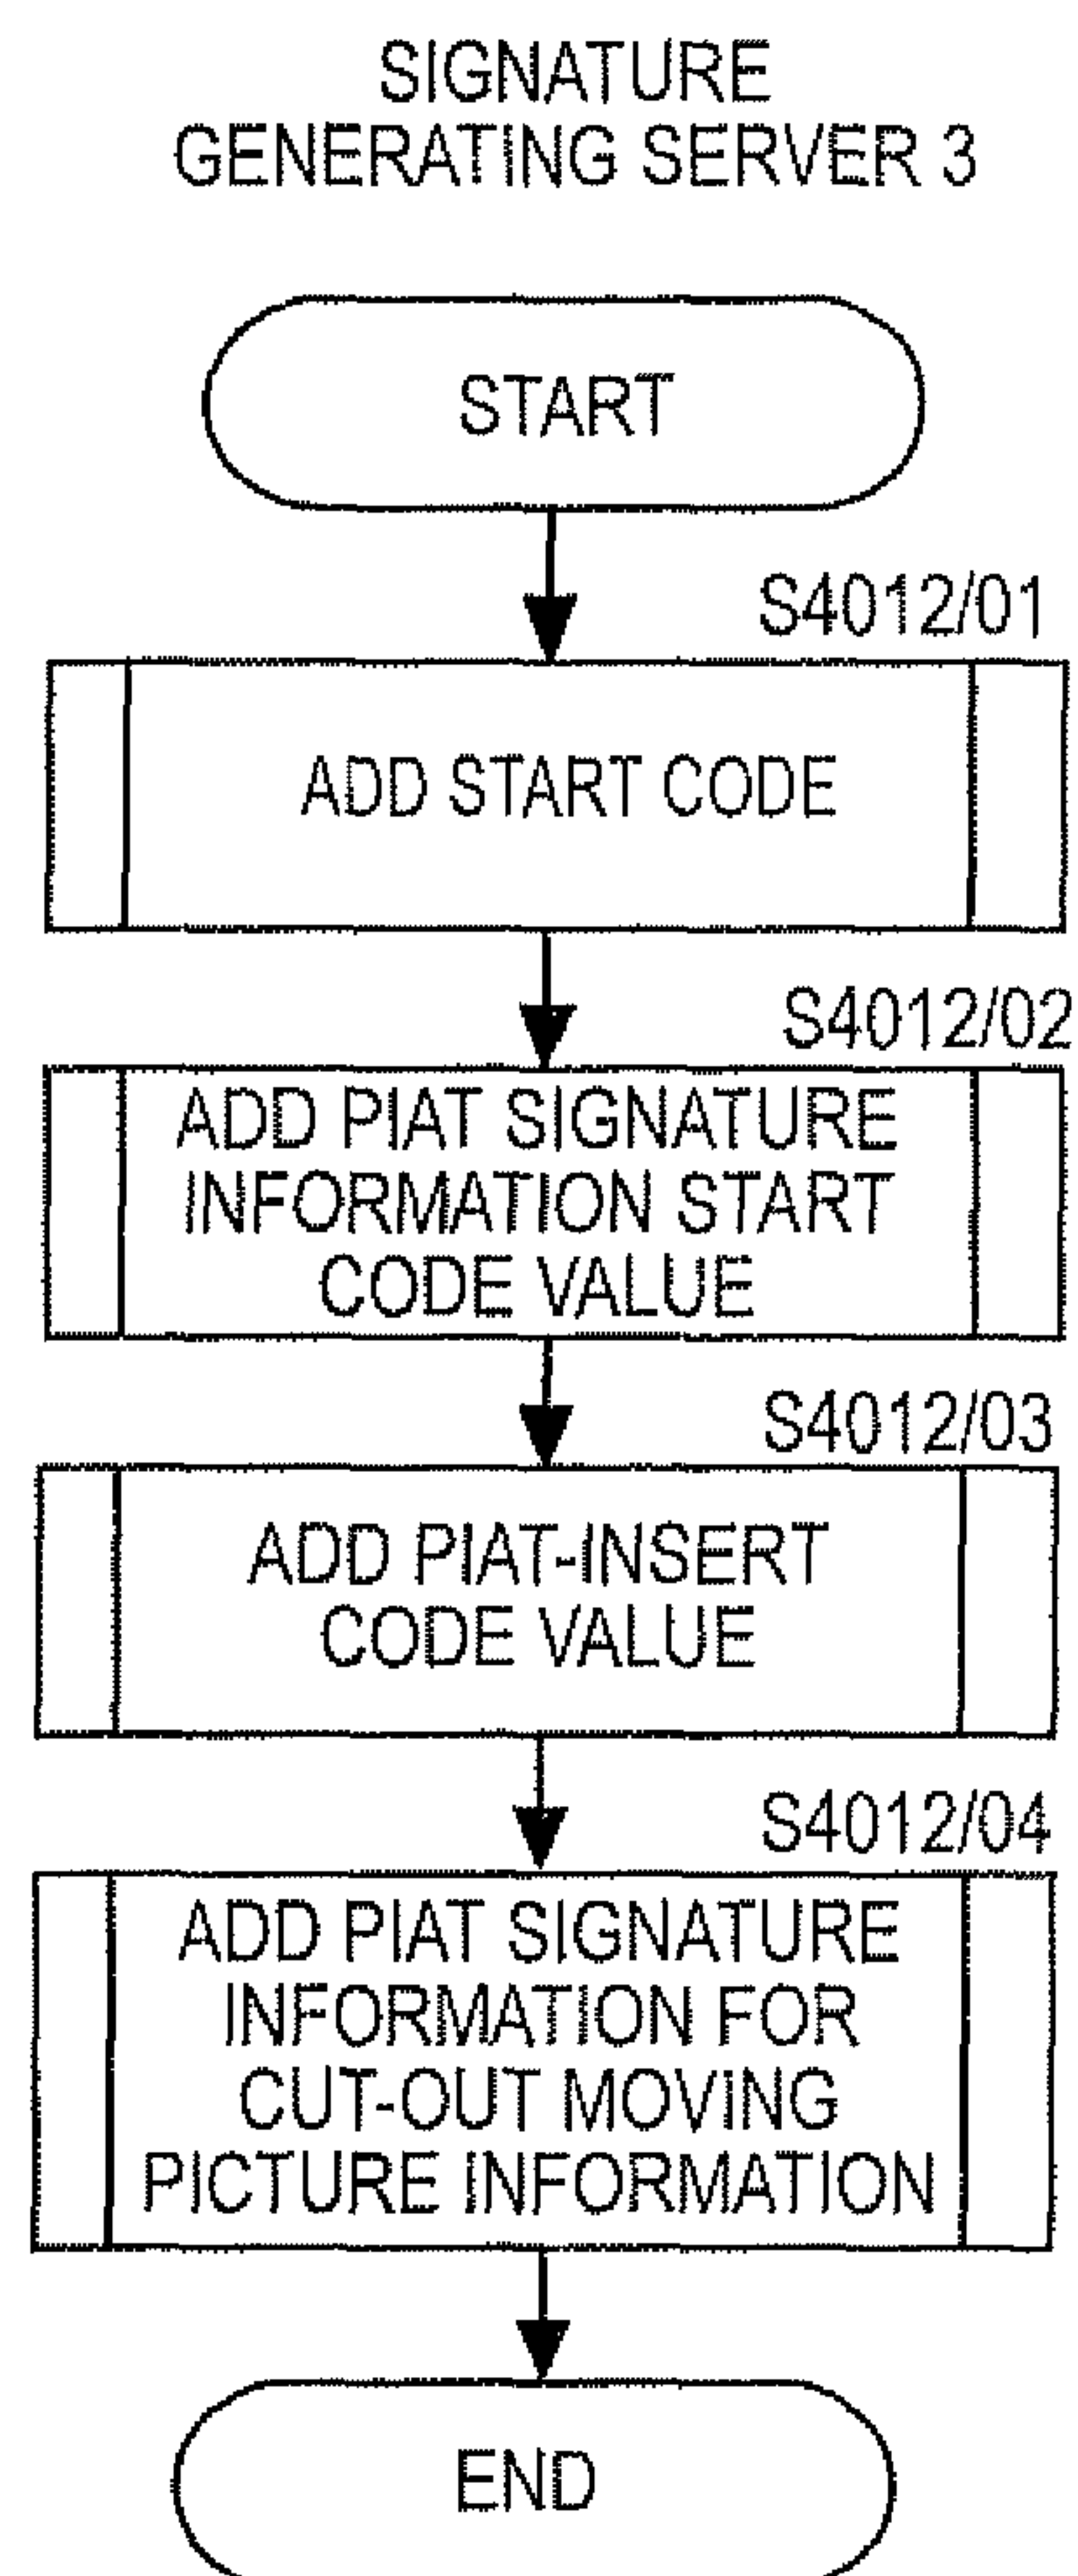 SIGNATURE
GENERATING SERVER 3
START
S4012/01
ADD START CODE
S4012/02
ADD PIAT SIGNATURE
INFORMATION START
CODE VALUE
S4012/03
ADD PIAT-INSERT
CODE VALUE
S4012/04
ADD PIAT SIGNATURE
INFORMATION FOR
CUT-OUT MOVING
PICTURE INFORMATION
END